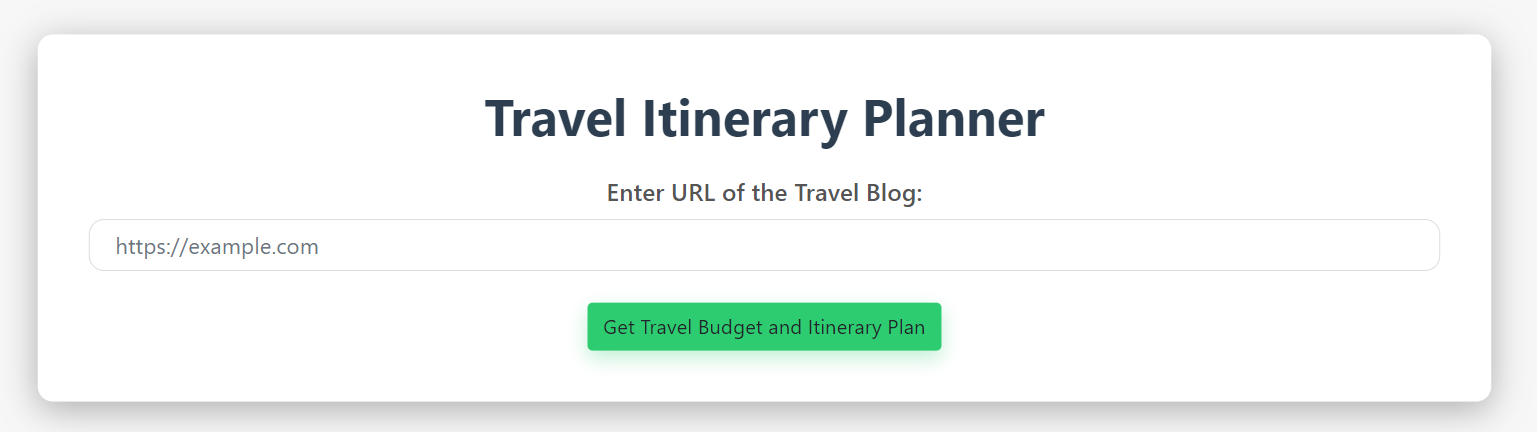 Travel Itinerary Planner
Enter URL of the Travel Blog:
https://example.com
Get Travel Budget and Itinerary Plan